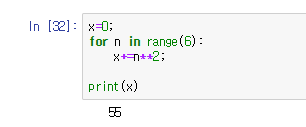 In [32]: x=0;
for n in range(6):
    x+=n**2;

print(x)
55